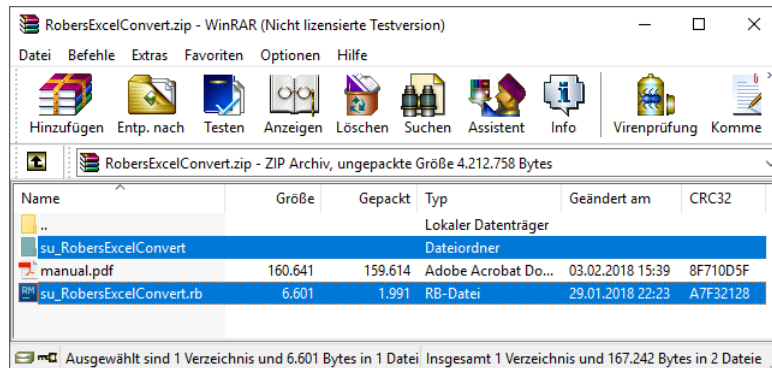 RobersExcelConvert.zip - WinRAR (Nicht lizensierte Testversion)
Datei Befehle Extras Favoriten Optionen Hilfe
Hinzufügen Entp. nach Testen Anzeigen Löschen Suchen Assistent Info Virenprüfung Komme
RobersExcelConvert.zip - ZIP Archiv, ungepackte Größe 4.212.758 Bytes
Name Größe Gepackt Typ Geändert am CRC32
.. Lokaler Datenträger
su_RobersExcelConvert Dateiordner
manual.pdf 160.641 159.614 Adobe Acrobat Do... 03.02.2018 15:39 8F710D5F
RM su_RobersExcelConvert.rb 6.601 1.991 RB-Datei 29.01.2018 22:23 A7F32128
Ausgewählt sind 1 Verzeichnis und 6.601 Bytes in 1 Datei Insgesamt 1 Verzeichnis und 167.242 Bytes in 2 Dateie